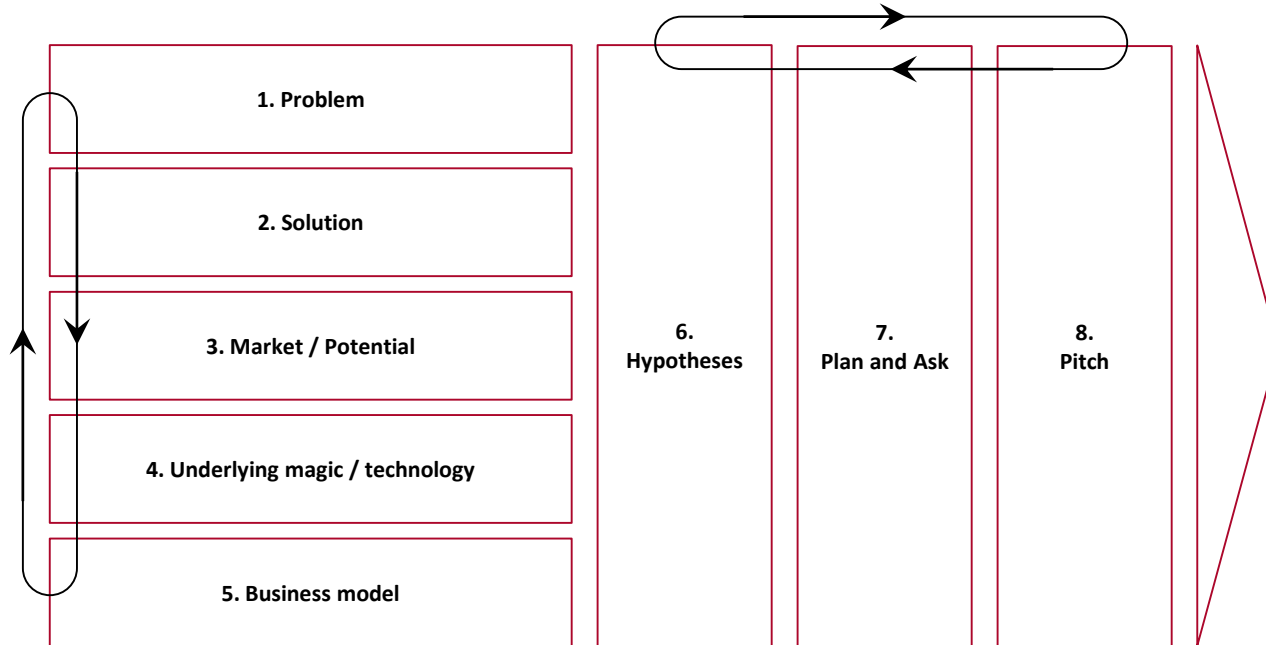 1. Problem
2. Solution
3. Market / Potential
4. Underlying magic / technology
5. Business model
6.
Hypotheses
7.
Plan and Ask
8.
Pitch